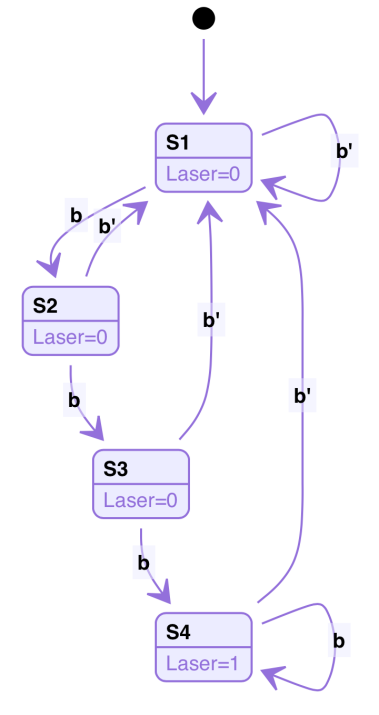 S1
Laser=0
b'
b
b'
S2
Laser=0
b'
b
b'
S3
Laser=0
b
S4
Laser=1
b